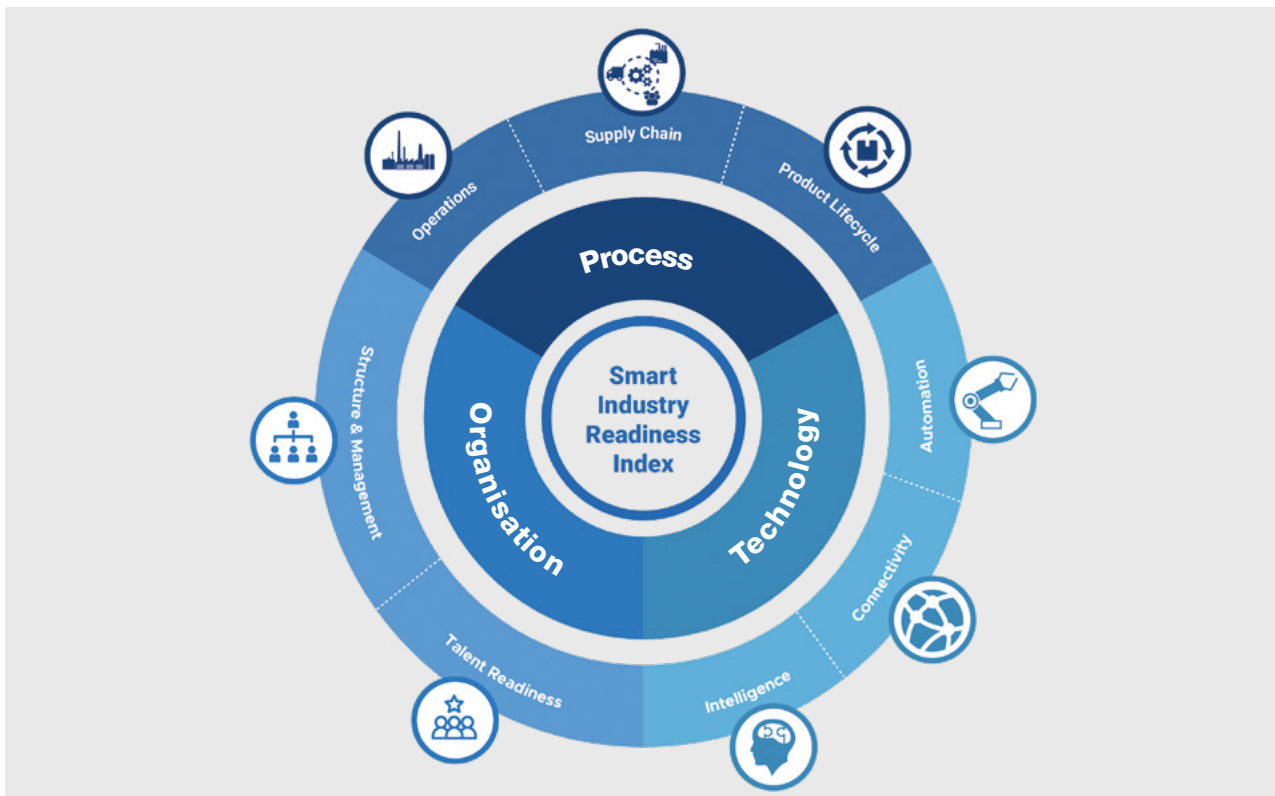 Supply Chain
Product Lifecycle
Operations
Process
Automation
Smart
Industry
Readiness
Index
Structure & Management
Organisation
Technology
Connectivity
Talent Readiness
Intelligence